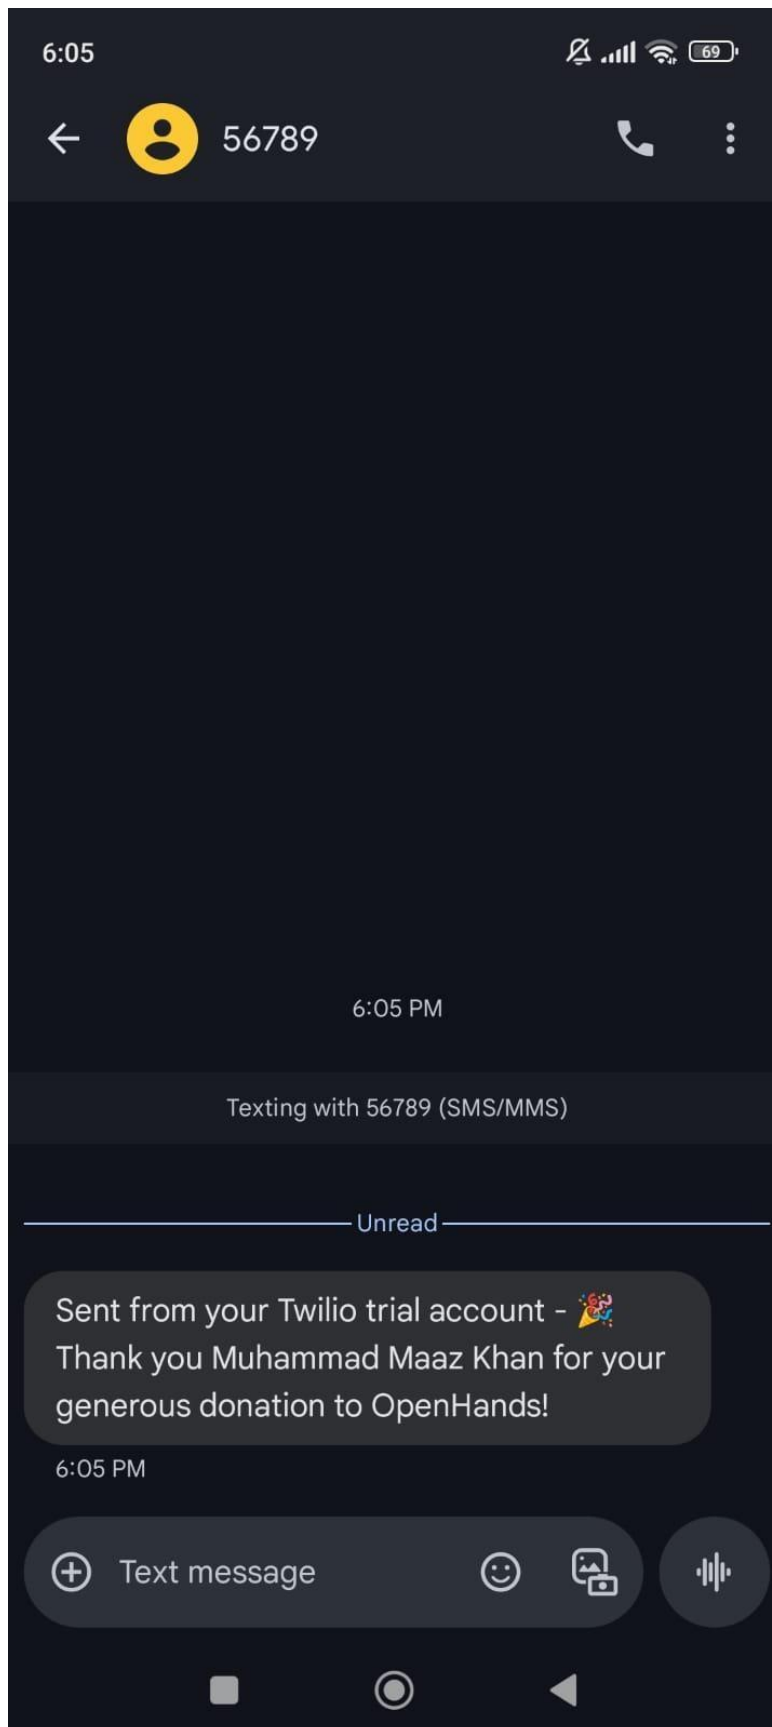 6:05
69
56789
6:05 PM
Texting with 56789 (SMS/MMS)
Unread
Sent from your Twilio trial account - 🎉
Thank you Muhammad Maaz Khan for your
generous donation to OpenHands!
6:05 PM
Text message